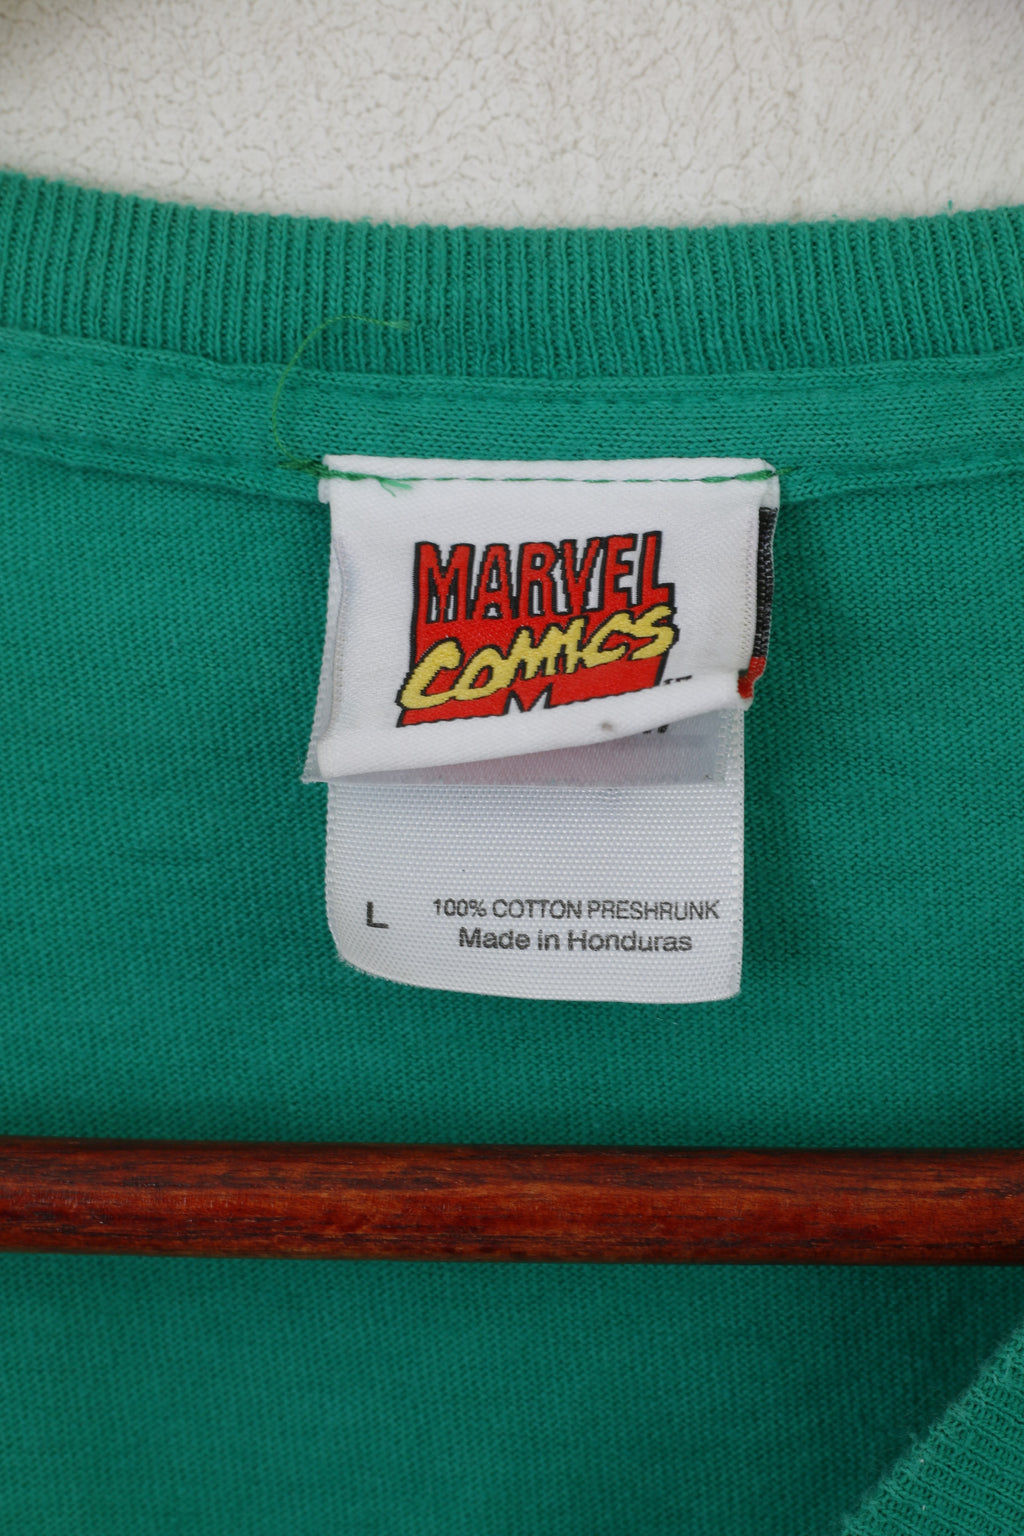 MARVEL
COMICS
L
100% COTTON PRESHRUNK
Made in Honduras